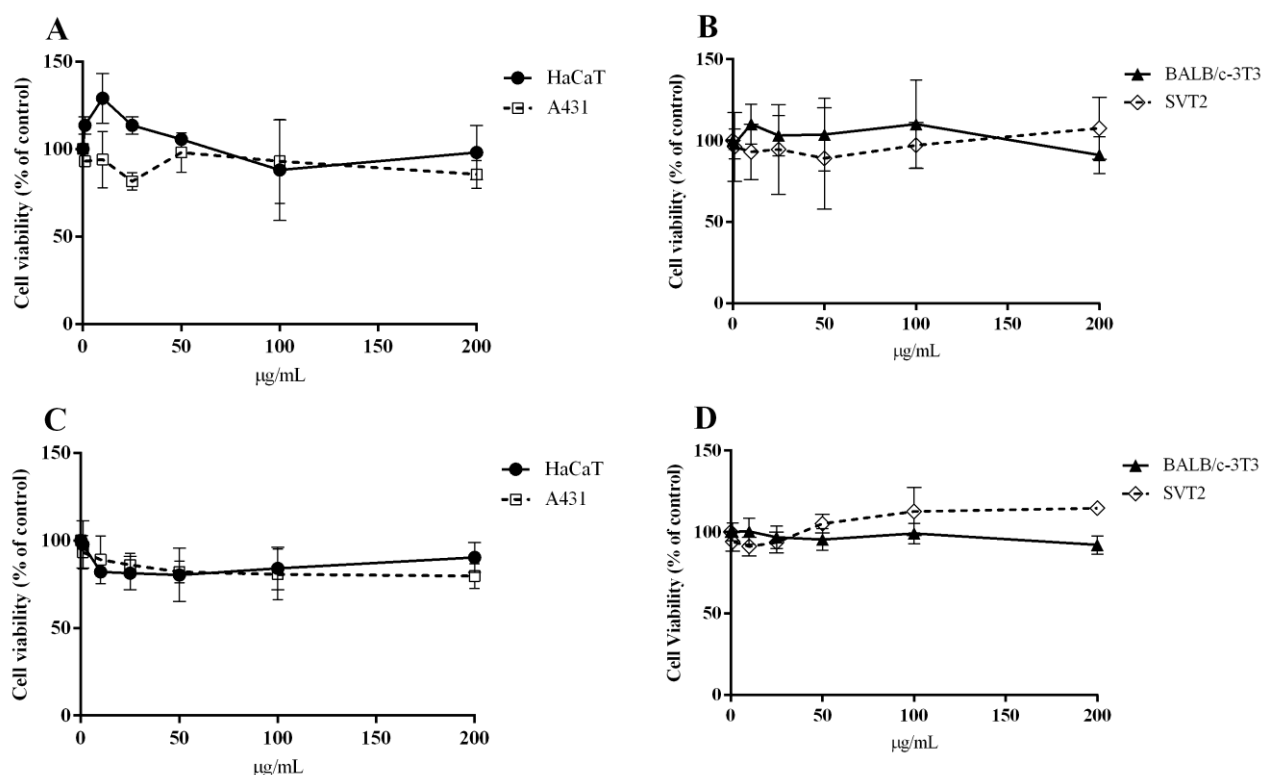 A
Cell viability (% of control)
150
100
50
0
0 50 100 150 200
μg/mL
HaCaT
A431
B
Cell viability (% of control)
150
100
50
0
0 50 100 150 200
μg/mL
BALB/c-3T3
SVT2
C
Cell viability (% of control)
150
100
50
0
0 50 100 150 200
μg/mL
HaCaT
A431
D
Cell Viability (% of control)
150
100
50
0
0 50 100 150 200
μg/mL
BALB/c-3T3
SVT2